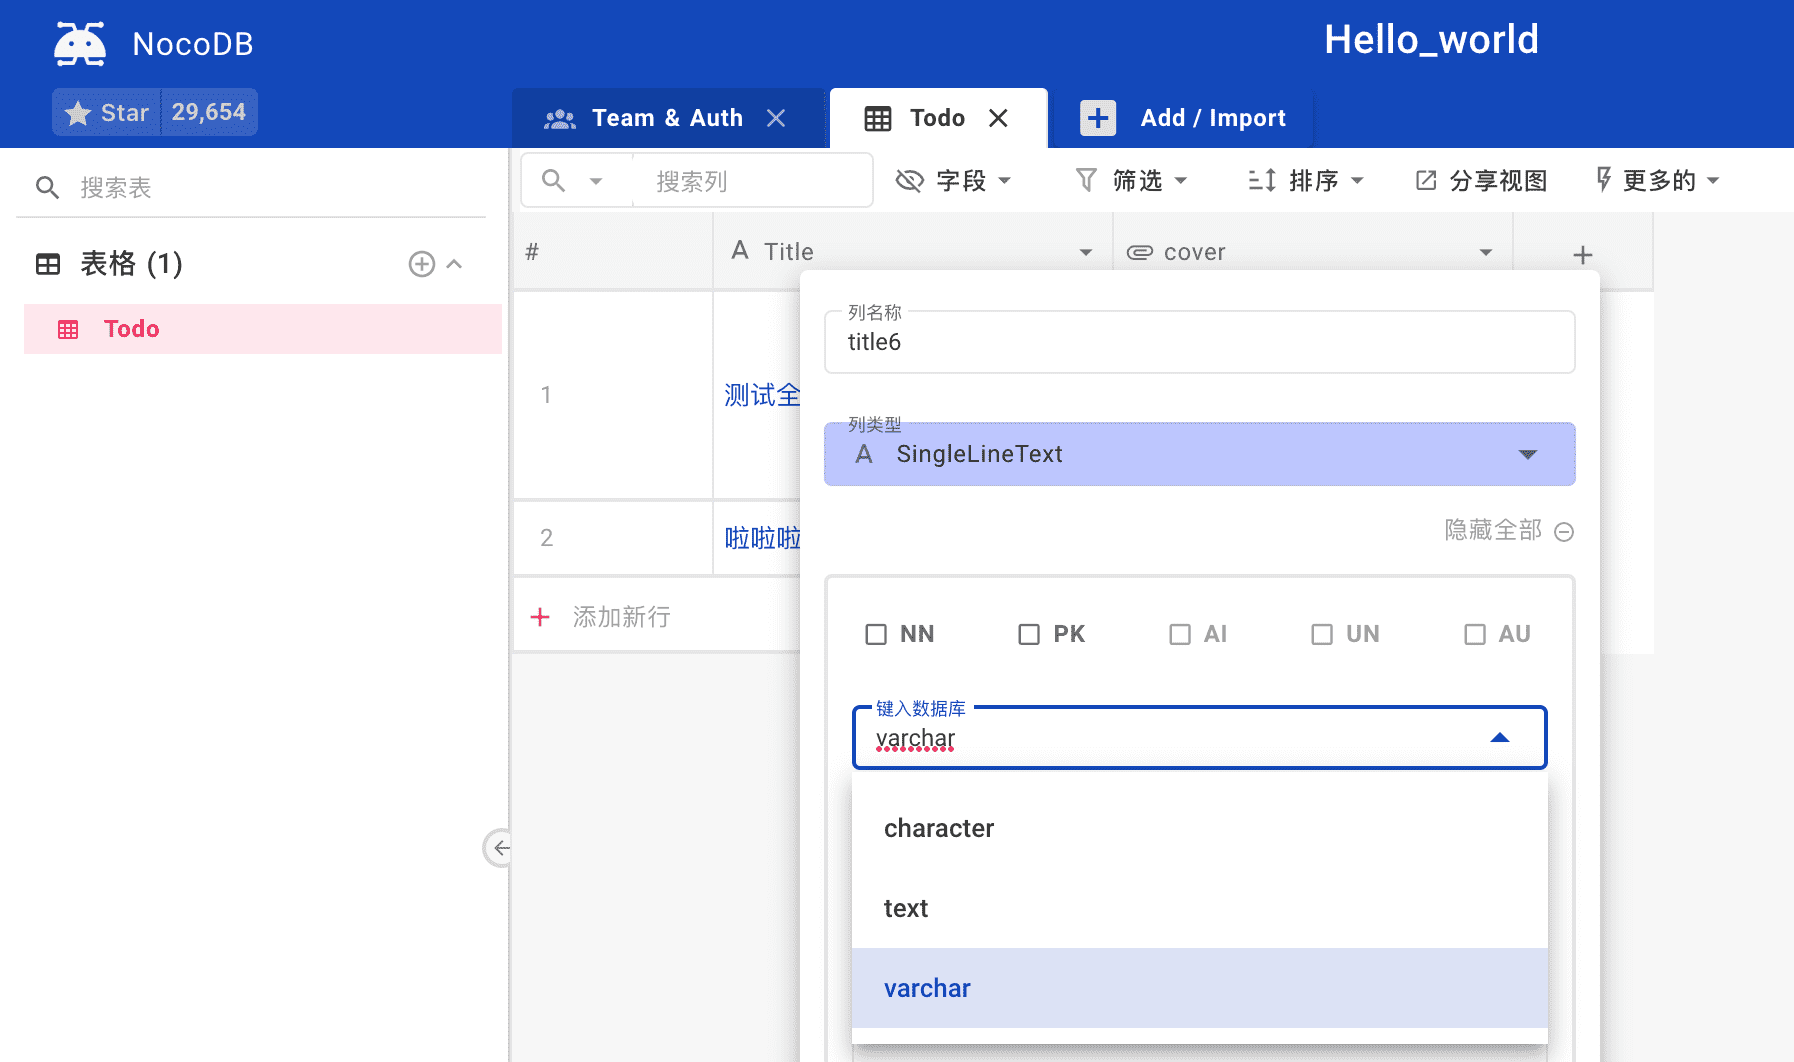 NocoDB
Hello_world
Star 29,654
Team & Auth
Todo
Add / Import
搜索表
搜索列
字段
筛选
排序
分享视图
更多的
表格 (1)
Todo
#
Title
cover
1
测试全
2
啦啦啦
添加新行
列名称
title6
列类型
SingleLineText
隐藏全部
NN
PK
AI
UN
AU
键入数据库
varchar
character
text
varchar